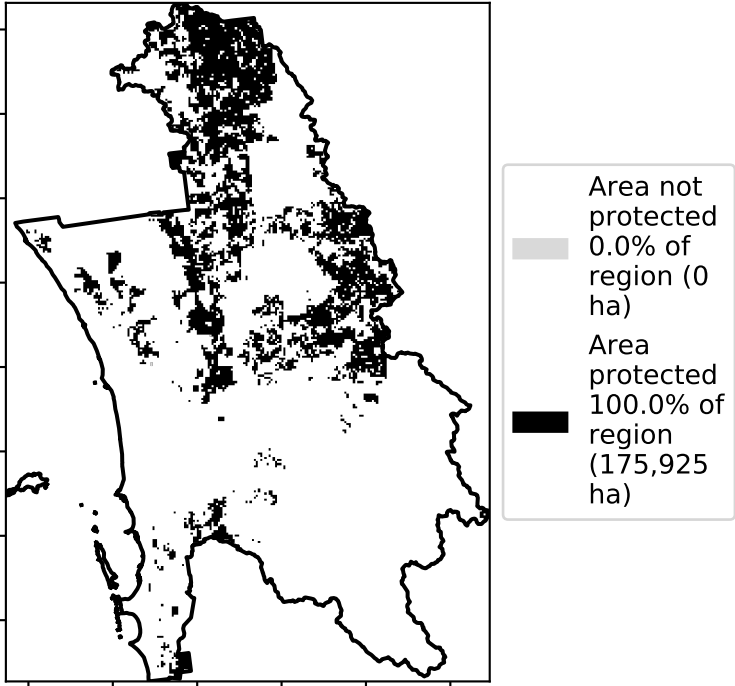 Area not
protected
0.0% of
region (0
ha)
Area
protected
100.0% of
region
(175,925
ha)